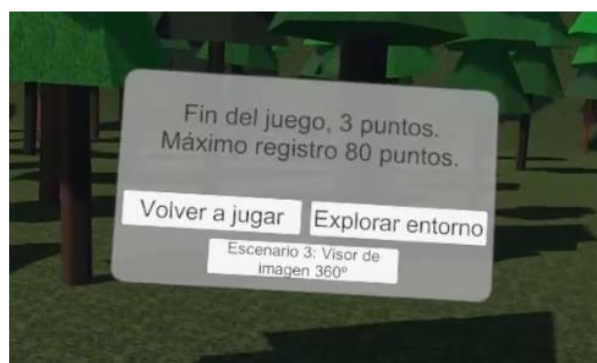 Fin del juego, 3 puntos.
Máximo registro 80 puntos.
Volver a jugar
Explorar entorno
Escenario 3: Visor de
imagen 360º